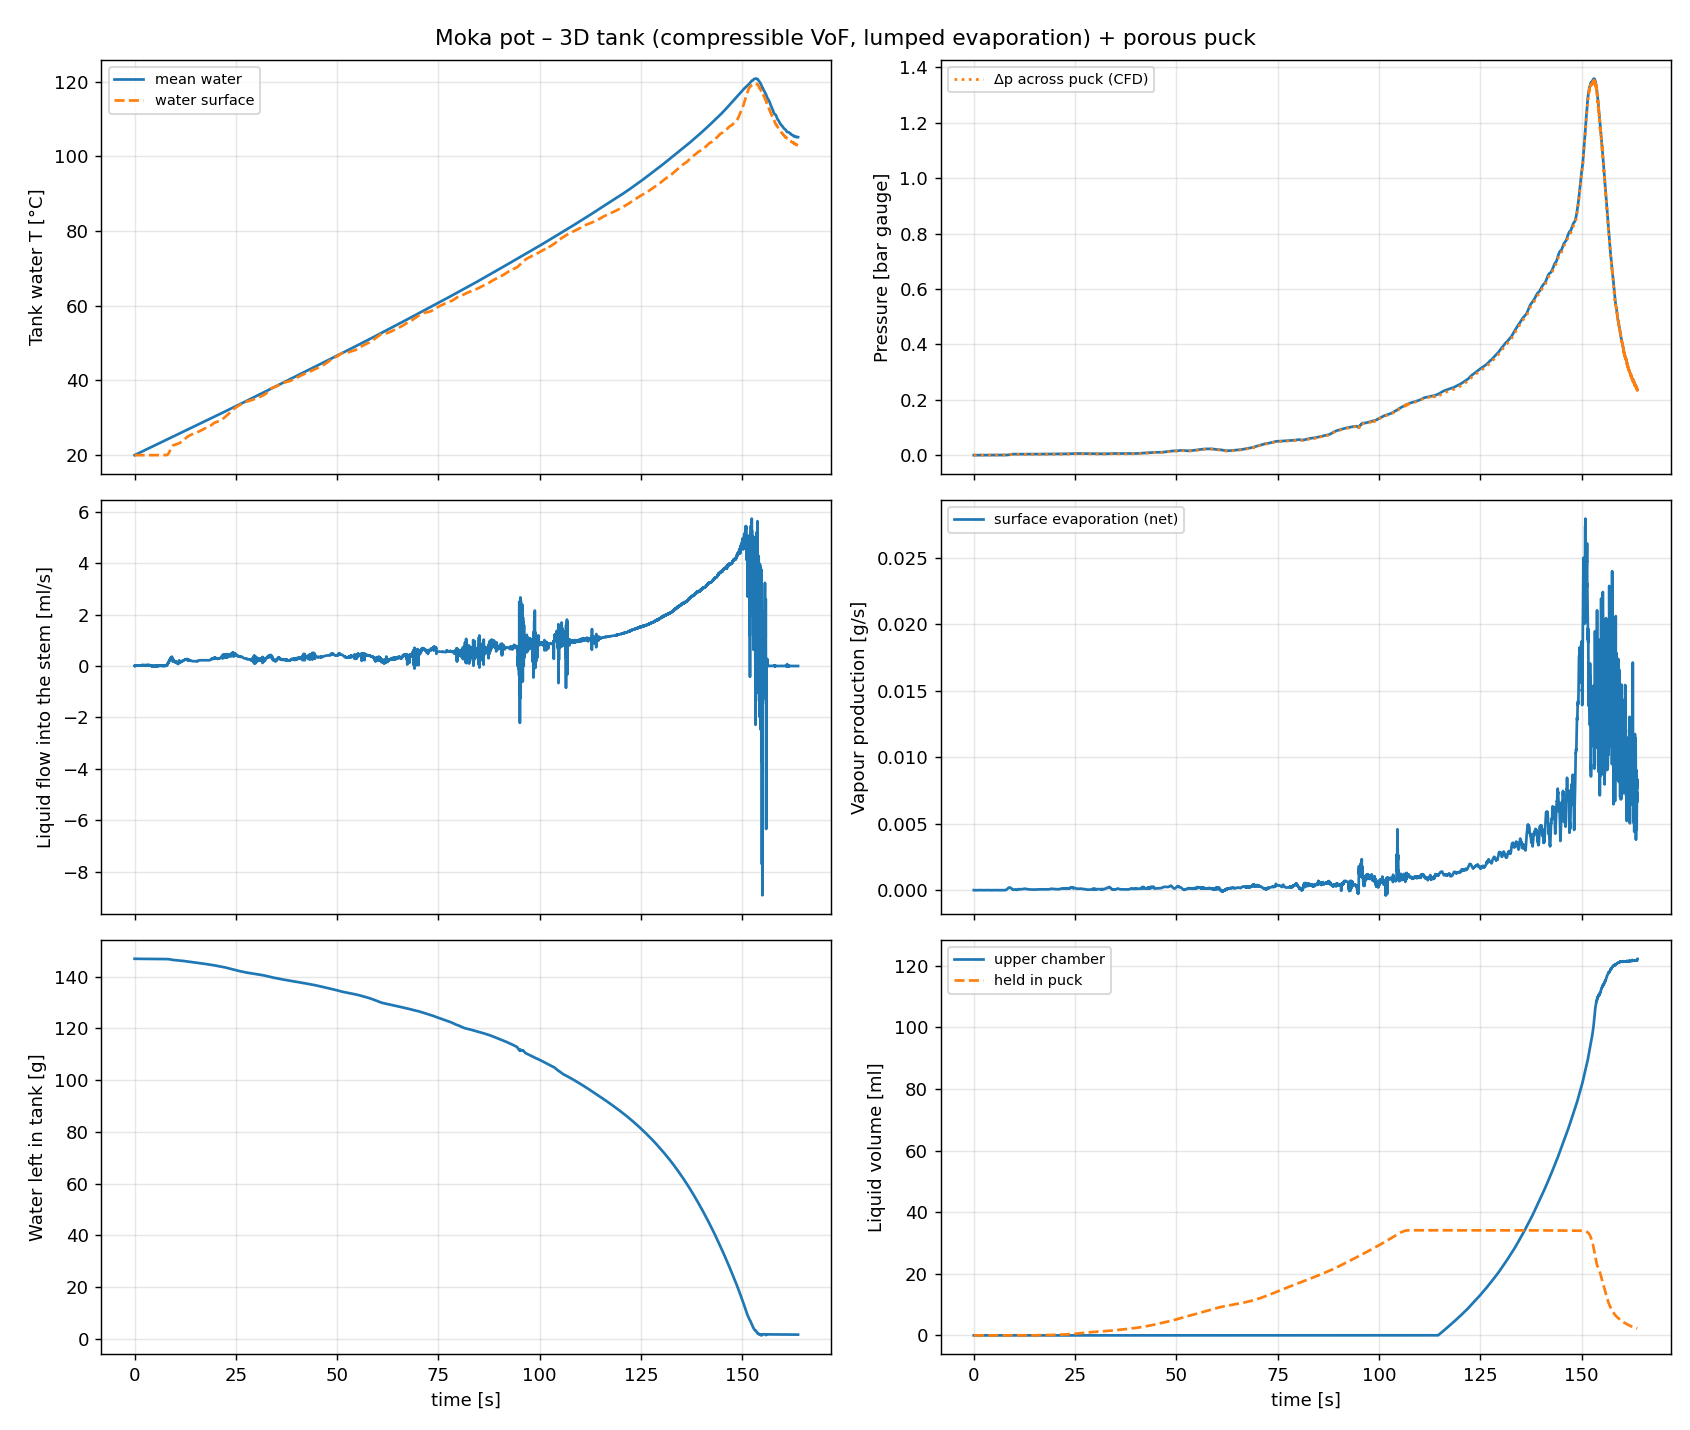 Moka pot – 3D tank (compressible VoF, lumped evaporation) + porous puck
Tank water T [°C]
120
100
80
60
40
20
mean water
water surface
Pressure [bar gauge]
1.4
1.2
1.0
0.8
0.6
0.4
0.2
0.0
Δp across puck (CFD)
Liquid flow into the stem [ml/s]
6
4
2
0
−2
−4
−6
−8
Vapour production [g/s]
0.025
0.020
0.015
0.010
0.005
0.000
surface evaporation (net)
Water left in tank [g]
140
120
100
80
60
40
20
0
0 25 50 75 100 125 150
time [s]
Liquid volume [ml]
120
100
80
60
40
20
0
upper chamber
held in puck
0 25 50 75 100 125 150
time [s]